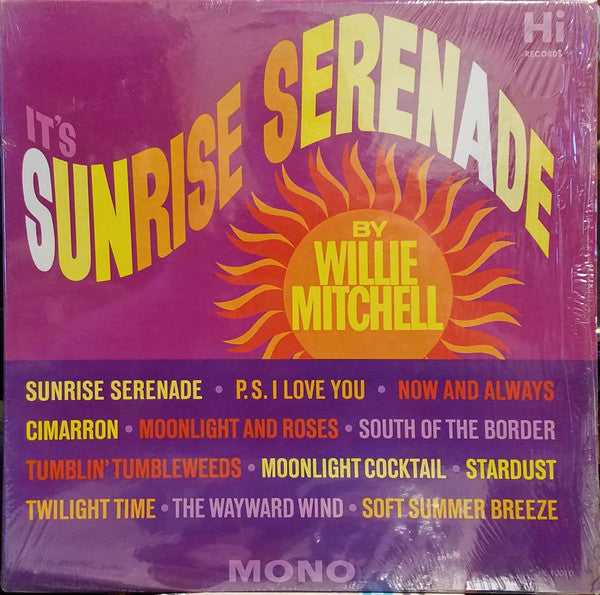 Hi
RECORDS
IT'S
SUNRISE SERENADE
BY
WILLIE
MITCHELL
SUNRISE SERENADE • P.S. I LOVE YOU • NOW AND ALWAYS
CIMARRON • MOONLIGHT AND ROSES • SOUTH OF THE BORDER
TUMBLIN' TUMBLEWEEDS • MOONLIGHT COCKTAIL • STARDUST
TWILIGHT TIME • THE WAYWARD WIND • SOFT SUMMER BREEZE
MONO